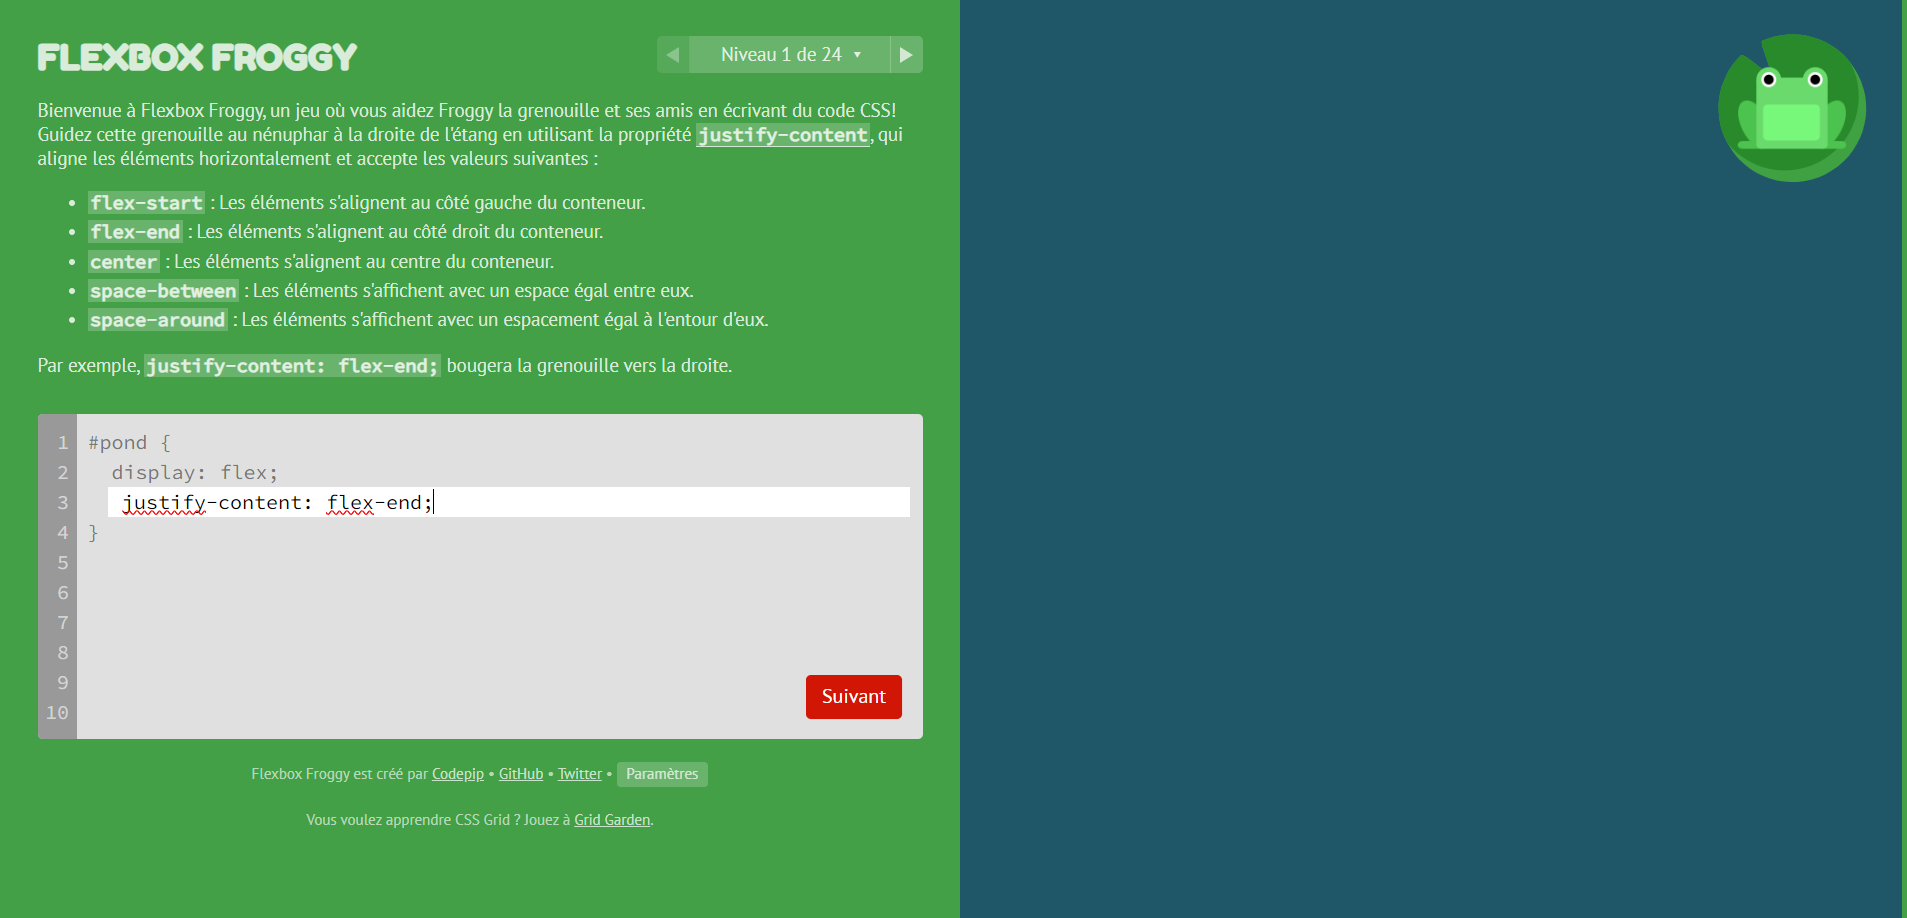 FLEXBOX FROGGY
◀ Niveau 1 de 24 ▼ ▶
Bienvenue à Flexbox Froggy, un jeu où vous aidez Froggy la grenouille et ses amis en écrivant du code CSS!
Guidez cette grenouille au nénuphar à la droite de l'étang en utilisant la propriété justify-content, qui
aligne les éléments horizontalement et accepte les valeurs suivantes :
• flex-start : Les éléments s'alignent au côté gauche du conteneur.
• flex-end : Les éléments s'alignent au côté droit du conteneur.
• center : Les éléments s'alignent au centre du conteneur.
• space-between : Les éléments s'affichent avec un espace égal entre eux.
• space-around : Les éléments s'affichent avec un espacement égal à l'entour d'eux.
Par exemple, justify-content: flex-end; bougera la grenouille vers la droite.
1 #pond {
2 display: flex;
3 justify-content: flex-end;
4 }
5
6
7
8
9
10
Suivant
Flexbox Froggy est créé par Codepip • GitHub • Twitter • Paramètres
Vous voulez apprendre CSS Grid ? Jouez à Grid Garden.